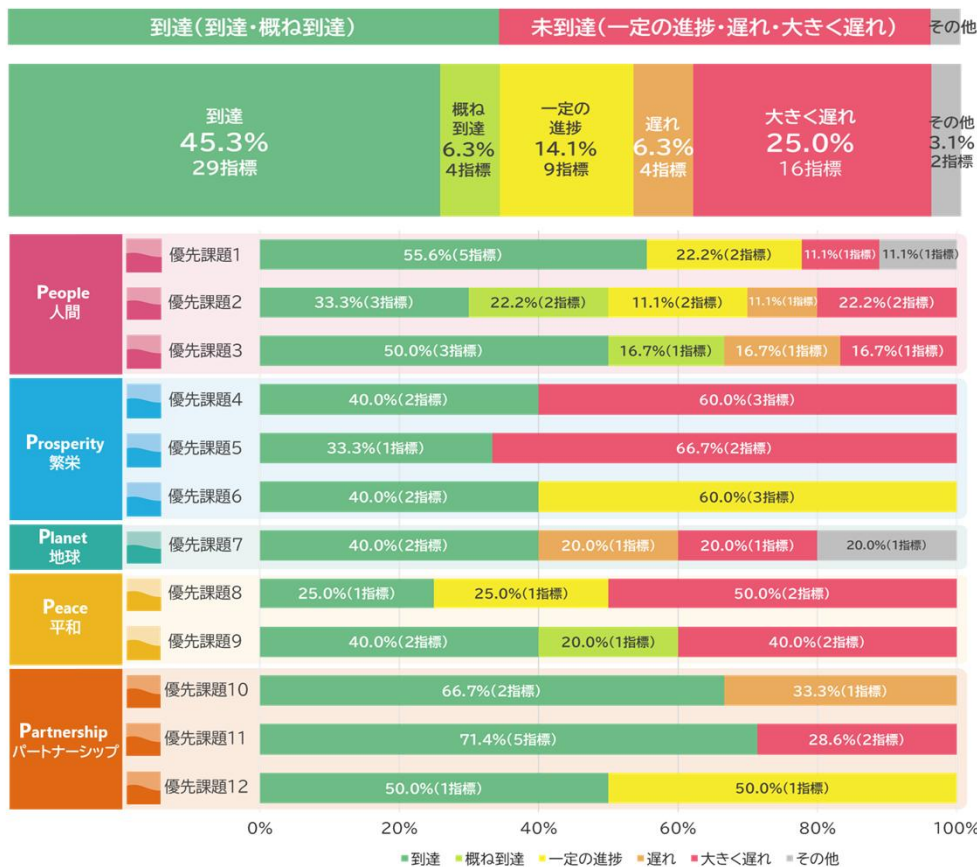 到達(到達・概ね到達)
未到達(一定の進捗・遅れ・大きく遅れ)
その他
到達
45.3%
29指標
概ね
到達
6.3%
4指標
一定の
進捗
14.1%
9指標
遅れ
6.3%
4指標
大きく遅れ
25.0%
16指標
その他
3.1%
2指標
People
人間
優先課題1
55.6%(5指標)
22.2%(2指標)
11.1%(1指標)
11.1%(1指標)
優先課題2
33.3%(3指標)
22.2%(2指標)
11.1%(2指標)
11.1%(1指標)
22.2%(2指標)
優先課題3
50.0%(3指標)
16.7%(1指標)
16.7%(1指標)
16.7%(1指標)
Prosperity
繁栄
優先課題4
40.0%(2指標)
60.0%(3指標)
優先課題5
33.3%(1指標)
66.7%(2指標)
優先課題6
40.0%(2指標)
60.0%(3指標)
Planet
地球
優先課題7
40.0%(2指標)
20.0%(1指標)
20.0%(1指標)
20.0%(1指標)
Peace
平和
優先課題8
25.0%(1指標)
25.0%(1指標)
50.0%(2指標)
優先課題9
40.0%(2指標)
20.0%(1指標)
40.0%(2指標)
Partnership
パートナーシップ
優先課題10
66.7%(2指標)
33.3%(1指標)
優先課題11
71.4%(5指標)
28.6%(2指標)
優先課題12
50.0%(1指標)
50.0%(1指標)
0%
20%
40%
60%
80%
100%
到達
概ね到達
一定の進捗
遅れ
大きく遅れ
その他